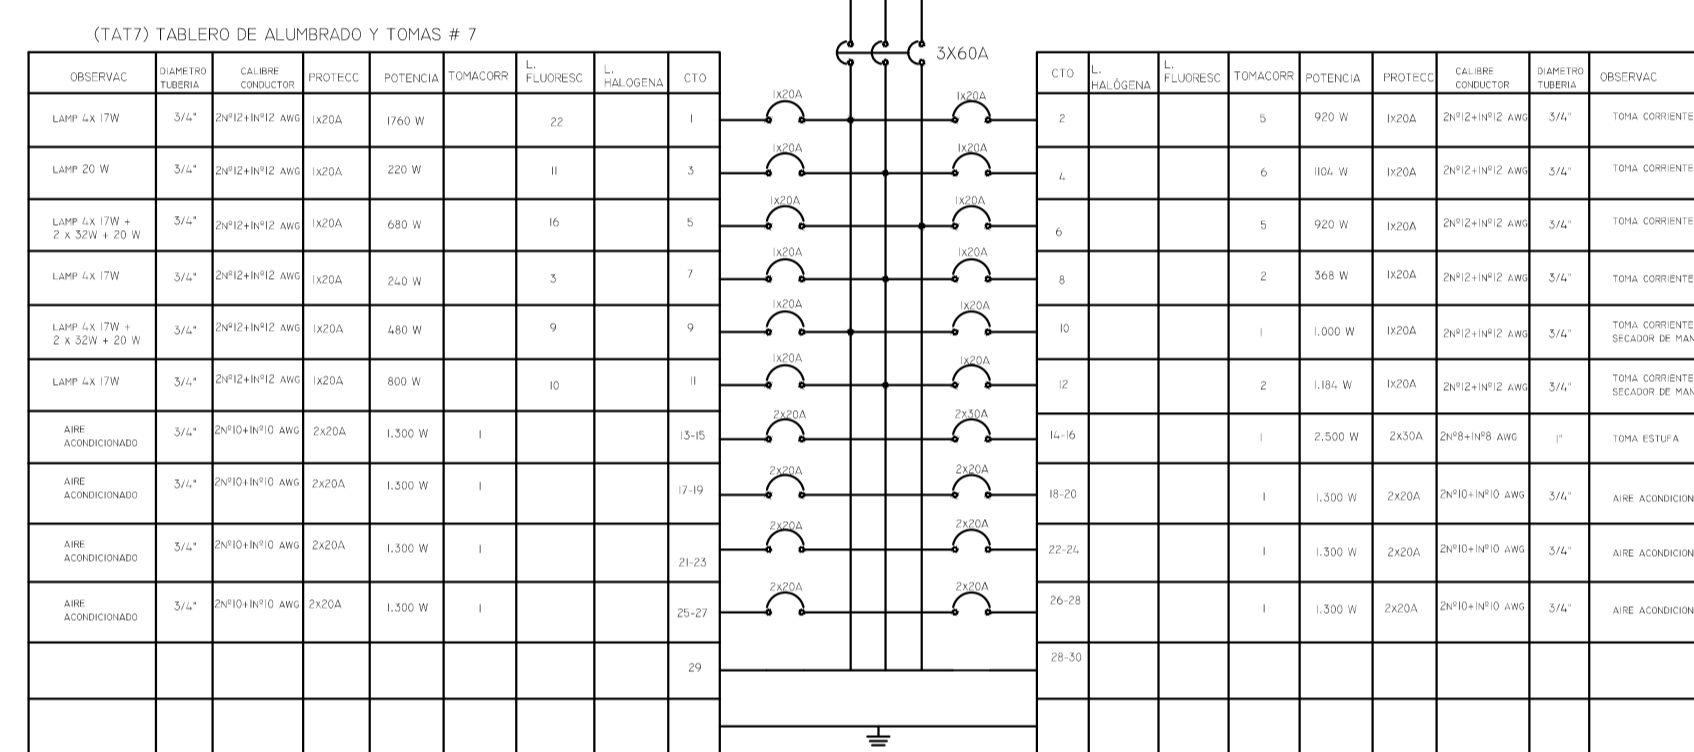 (TAT7) TABLERO DE ALUMBRADO Y TOMAS # 7
3X60A
OBSERVAC DIAMETRO TUBERIA CALIBRE CONDUCTOR PROTECC POTENCIA TOMACORR L. FLUORESC L. HALOGENA CTO
LAMP 4X 17W 3/4" 2Nº12+1Nº12 AWG 1X20A 1760 W 22 1
LAMP 20 W 3/4" 2Nº12+1Nº12 AWG 1X20A 220 W 11 3
LAMP 4X 17W + 2 X 32W + 20 W 3/4" 2Nº12+1Nº12 AWG 1X20A 680 W 16 5
LAMP 4X 17W 3/4" 2Nº12+1Nº12 AWG 1X20A 240 W 3 7
LAMP 4X 17W + 2 X 32W + 20 W 3/4" 2Nº12+1Nº12 AWG 1X20A 480 W 9 9
LAMP 4X 17W 3/4" 2Nº12+1Nº12 AWG 1X20A 800 W 10 11
AIRE ACONDICIONADO 3/4" 2Nº10+1Nº10 AWG 2X20A 1.300 W 1 13-15
AIRE ACONDICIONADO 3/4" 2Nº10+1Nº10 AWG 2X20A 1.300 W 1 17-19
AIRE ACONDICIONADO 3/4" 2Nº10+1Nº10 AWG 2X20A 1.300 W 1 21-23
AIRE ACONDICIONADO 3/4" 2Nº10+1Nº10 AWG 2X20A 1.300 W 1 25-27
29
1X20A 1X20A
1X20A 1X20A
1X20A 1X20A
1X20A 1X20A
1X20A 1X20A
1X20A 1X20A
2X20A 2X30A
2X20A 2X20A
2X20A 2X20A
2X20A 2X20A
CTO L. HALÓGENA L. FLUORESC TOMACORR POTENCIA PROTECC CALIBRE CONDUCTOR DIAMETRO TUBERIA OBSERVAC
2 5 920 W 1X20A 2Nº12+1Nº12 AWG 3/4" TOMA CORRIENTE
4 6 1104 W 1X20A 2Nº12+1Nº12 AWG 3/4" TOMA CORRIENTE
6 5 920 W 1X20A 2Nº12+1Nº12 AWG 3/4" TOMA CORRIENTE
8 2 368 W 1X20A 2Nº12+1Nº12 AWG 3/4" TOMA CORRIENTE
10 1 1.000 W 1X20A 2Nº12+1Nº12 AWG 3/4" TOMA CORRIENTE SECADOR DE MAN
12 2 1.184 W 1X20A 2Nº12+1Nº12 AWG 3/4" TOMA CORRIENTE SECADOR DE MAN
14-16 1 2.500 W 2X30A 2Nº8+1Nº8 AWG 1" TOMA ESTUFA
18-20 1 1.300 W 2X20A 2Nº10+1Nº10 AWG 3/4" AIRE ACONDICION
22-24 1 1.300 W 2X20A 2Nº10+1Nº10 AWG 3/4" AIRE ACONDICION
26-28 1 1.300 W 2X20A 2Nº10+1Nº10 AWG 3/4" AIRE ACONDICION
28-30